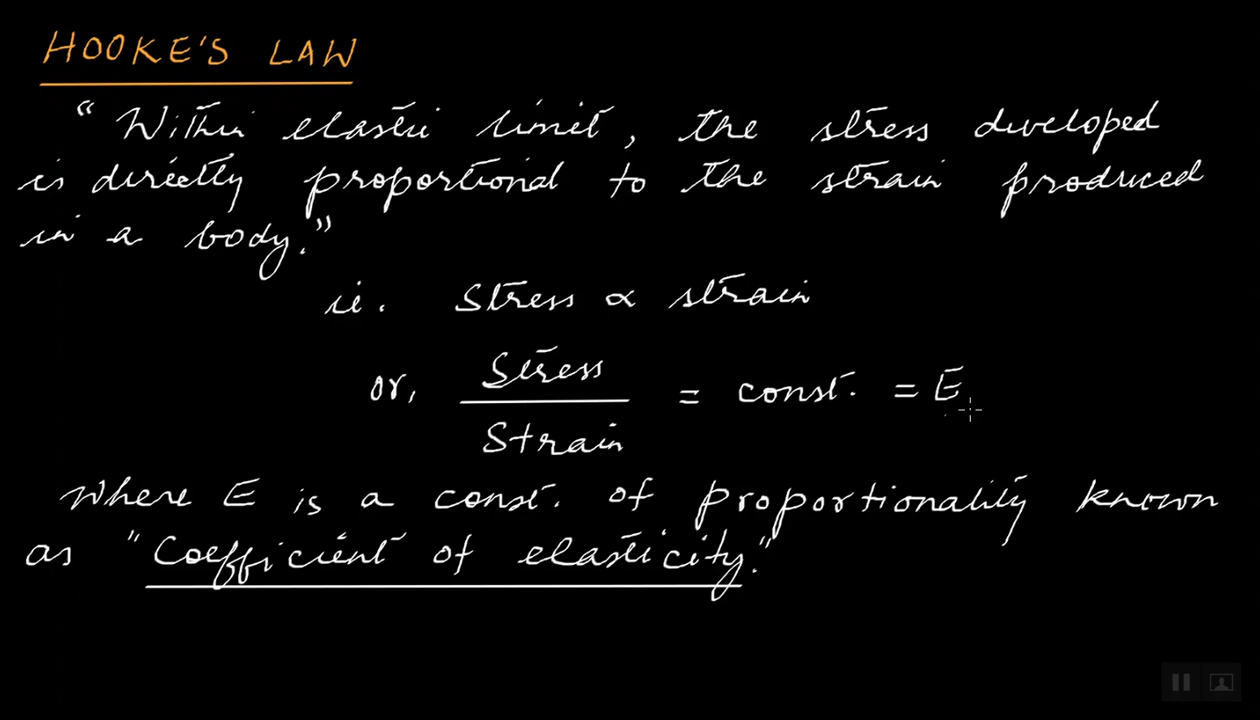 HOOKE'S LAW
"Within elastic limit, the stress developed
is directly proportional to the strain produced
in a body."
ie. Stress ∝ strain
or, Stress / Strain = const. = E
where E is a const. of proportionality known
as "Coefficient of elasticity."